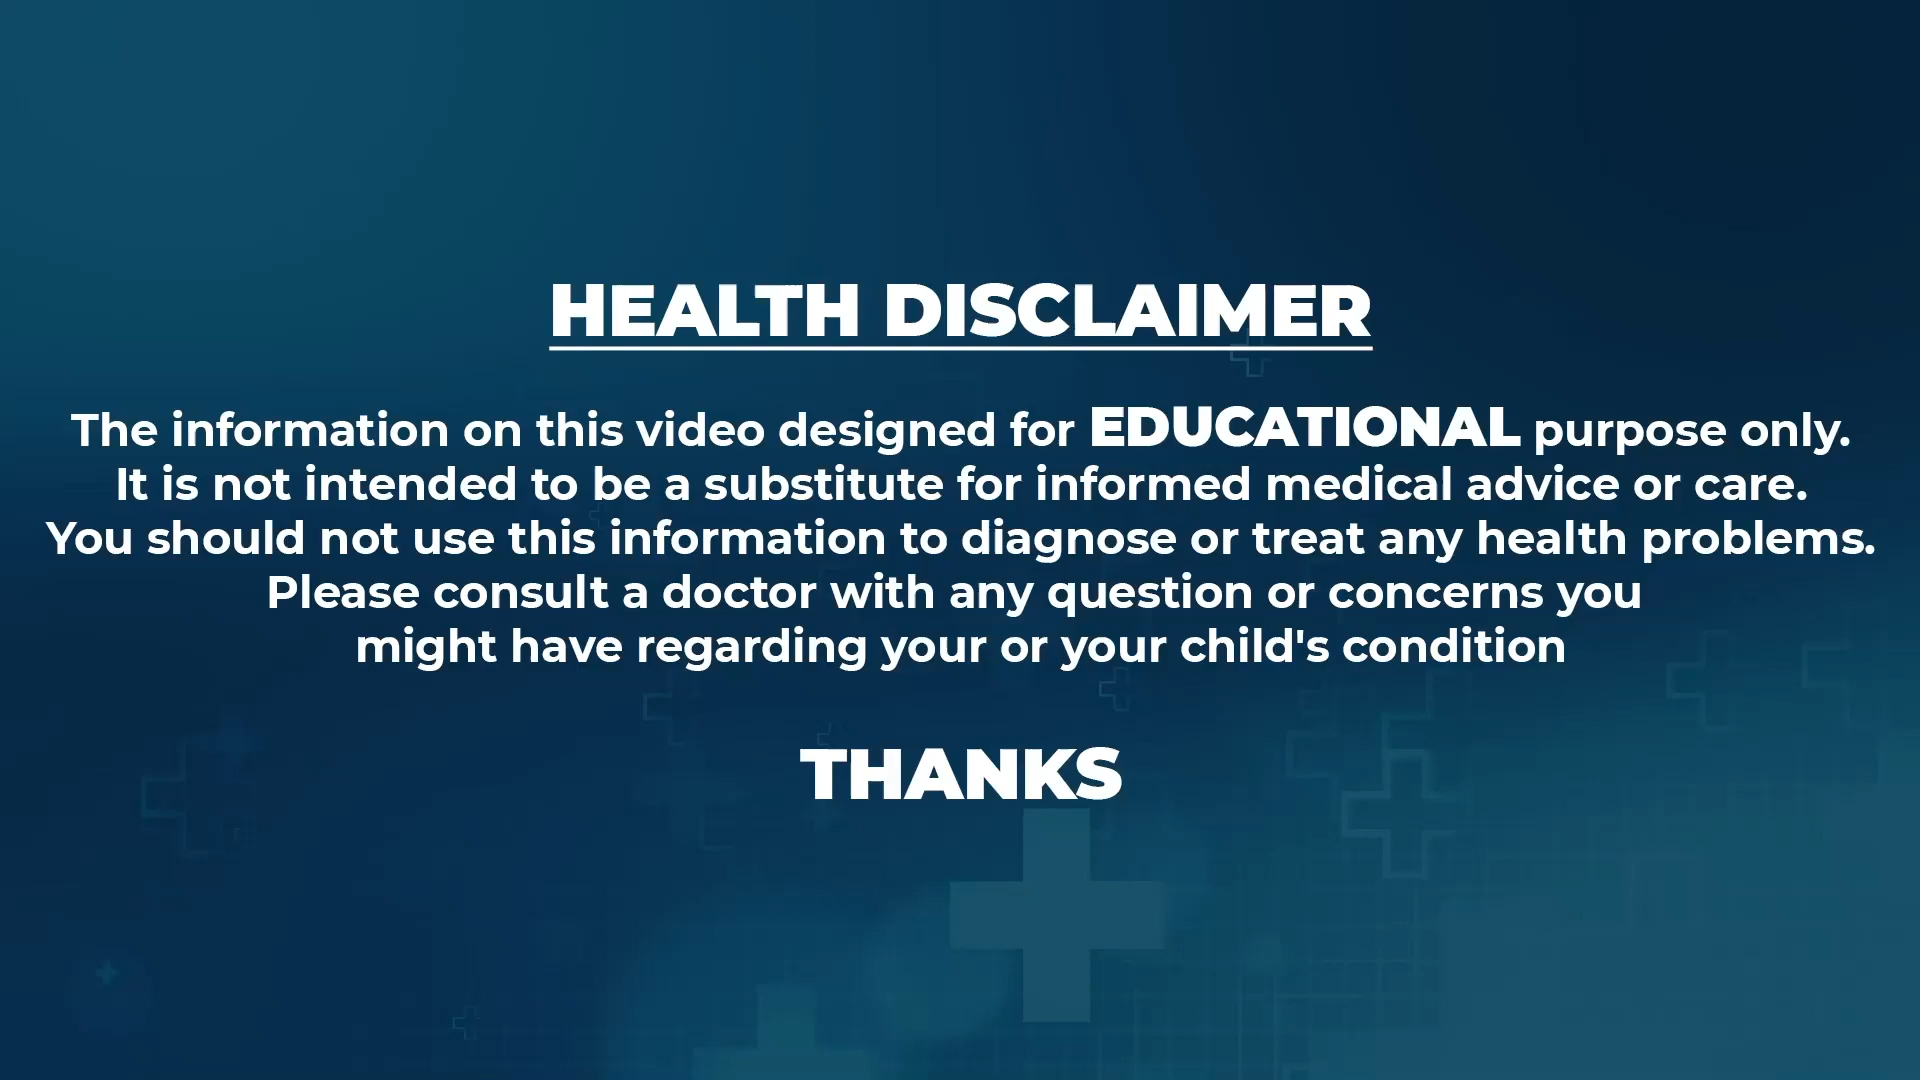 HEALTH DISCLAIMER
The information on this video designed for EDUCATIONAL purpose only.
It is not intended to be a substitute for informed medical advice or care.
You should not use this information to diagnose or treat any health problems.
Please consult a doctor with any question or concerns you
might have regarding your or your child's condition
THANKS